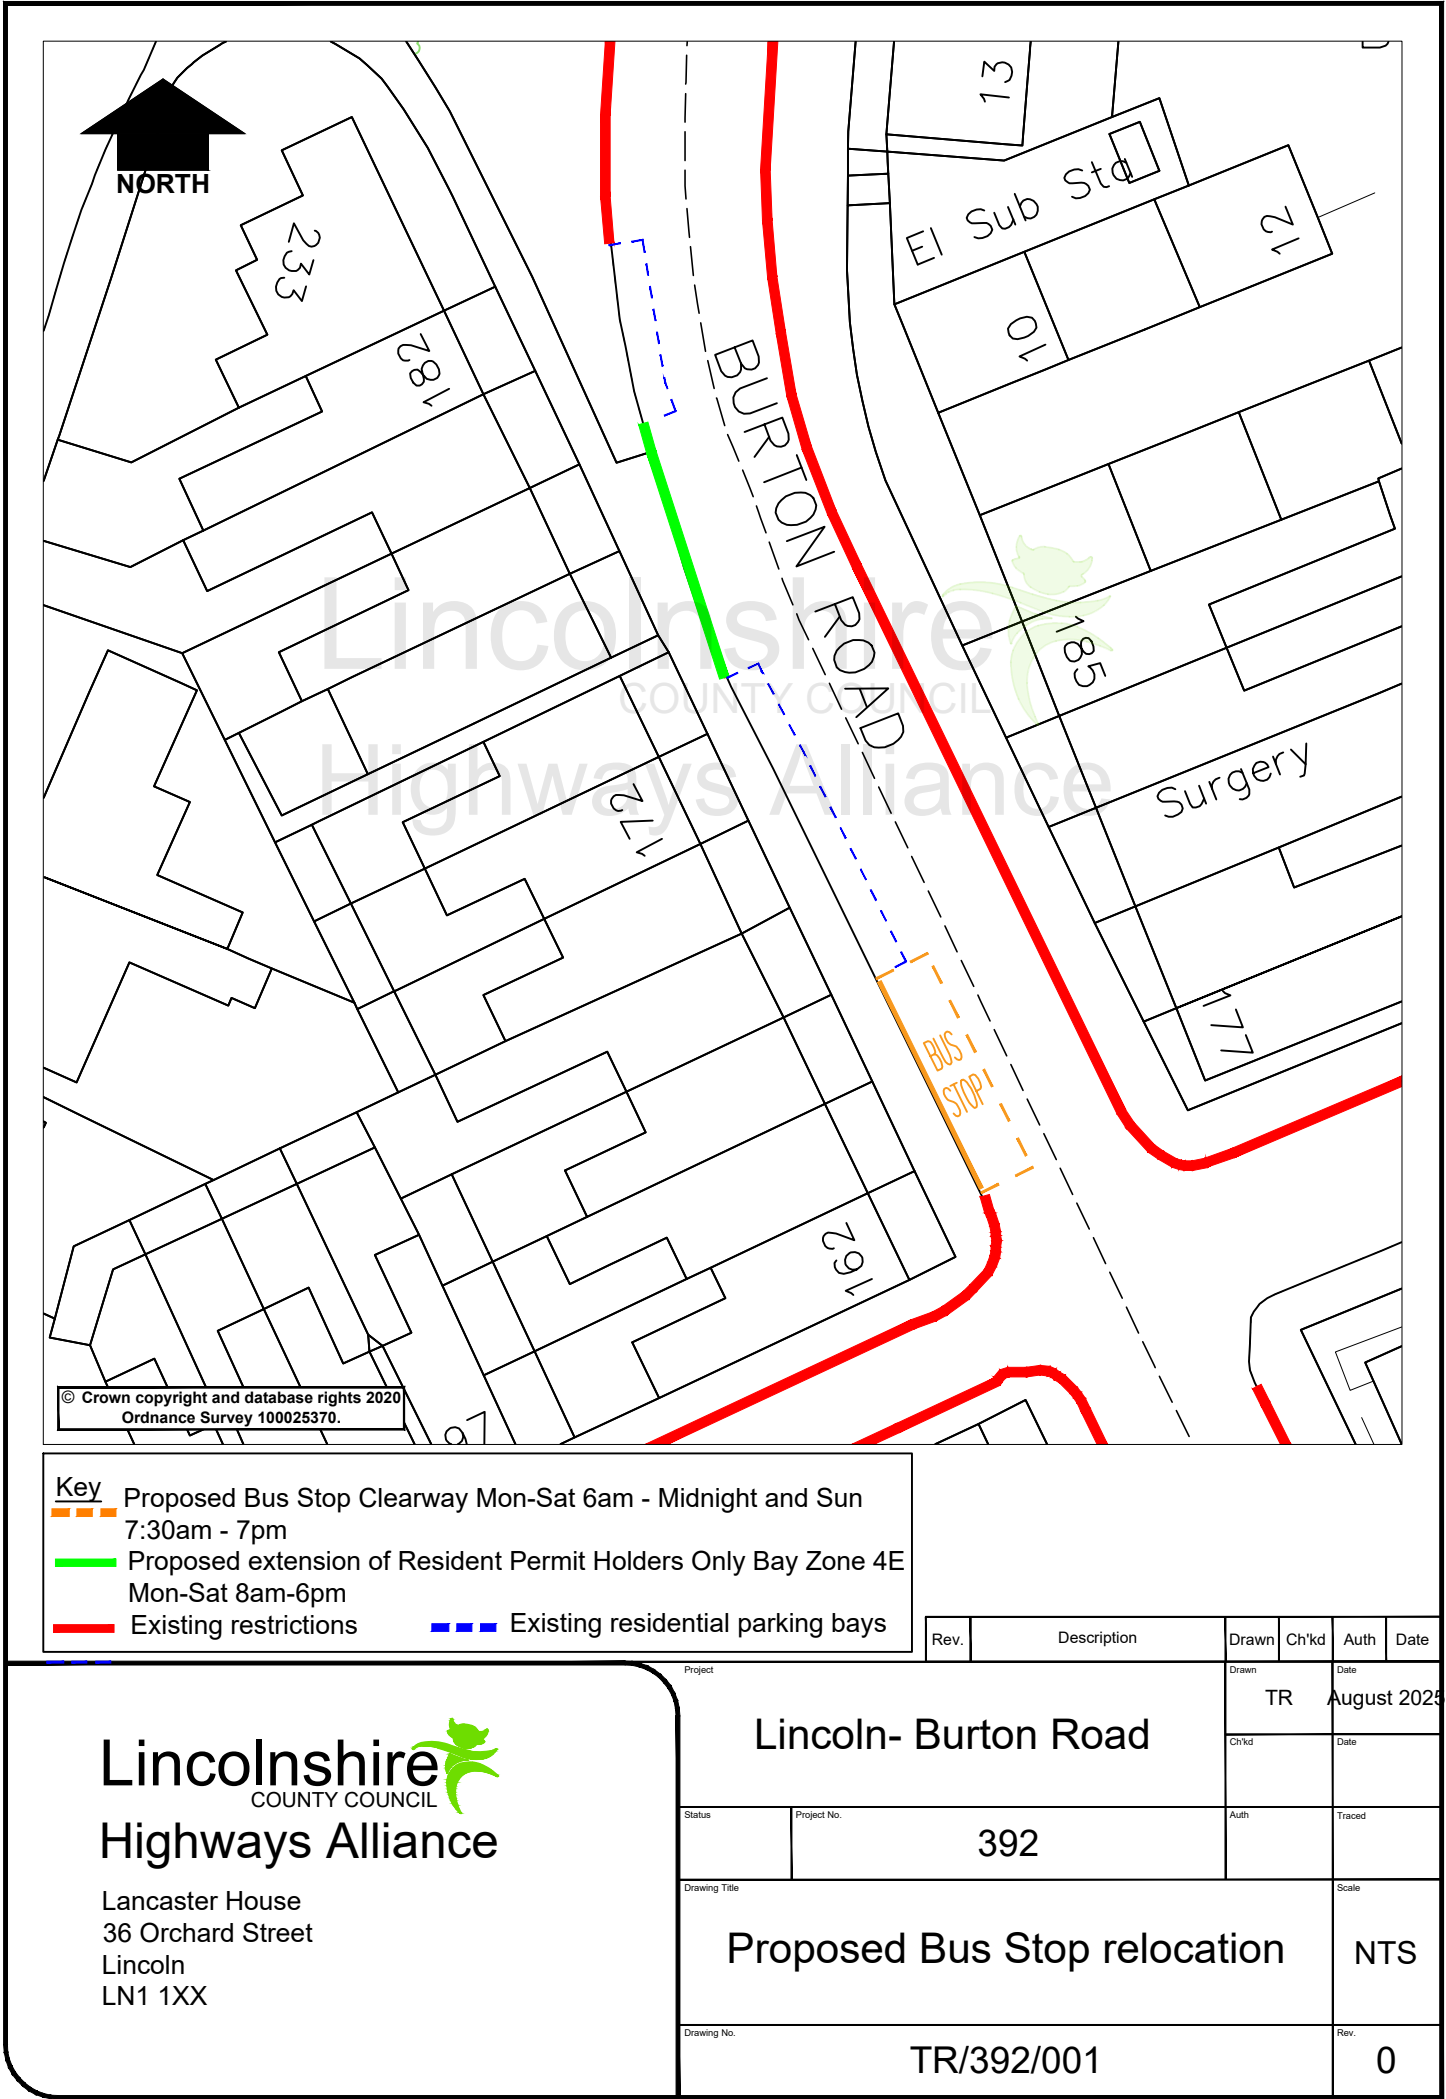 NORTH
233
182
13
El Sub Sta
12
10
BURTON ROAD
Lincolnshire
COUNTY COUNCIL
Highways Alliance
185
Surgery
172
177
BUS
STOP
162
97
© Crown copyright and database rights 2020
Ordnance Survey 100025370.
Key
Proposed Bus Stop Clearway Mon-Sat 6am - Midnight and Sun
7:30am - 7pm
Proposed extension of Resident Permit Holders Only Bay Zone 4E
Mon-Sat 8am-6pm
Existing restrictions
Existing residential parking bays
Rev. Description Drawn Ch'kd Auth Date
Lincolnshire
COUNTY COUNCIL
Highways Alliance
Lancaster House
36 Orchard Street
Lincoln
LN1 1XX
Project
Lincoln- Burton Road
Drawn
TR
Date
August 2025
Ch'kd
Date
Status
Project No.
392
Auth
Traced
Drawing Title
Proposed Bus Stop relocation
Scale
NTS
Drawing No.
TR/392/001
Rev.
0